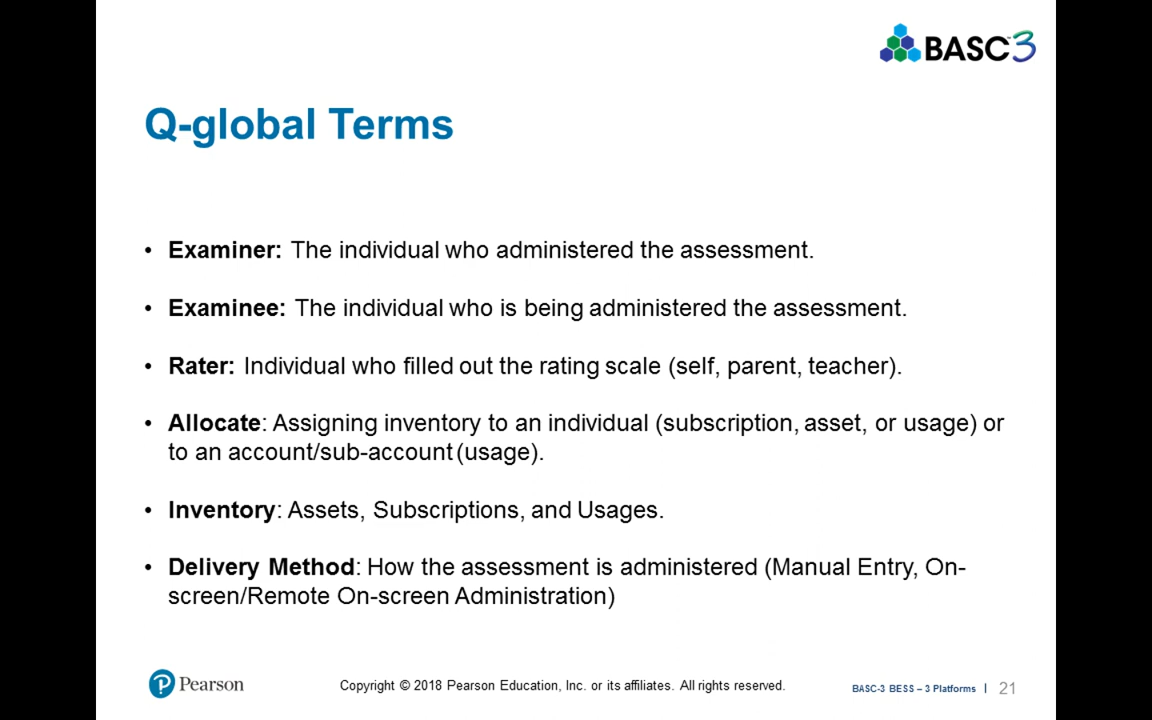 BASC™3
Q-global Terms
• Examiner: The individual who administered the assessment.
• Examinee: The individual who is being administered the assessment.
• Rater: Individual who filled out the rating scale (self, parent, teacher).
• Allocate: Assigning inventory to an individual (subscription, asset, or usage) or
to an account/sub-account (usage).
• Inventory: Assets, Subscriptions, and Usages.
• Delivery Method: How the assessment is administered (Manual Entry, On-
screen/Remote On-screen Administration)
P Pearson
Copyright © 2018 Pearson Education, Inc. or its affiliates. All rights reserved.
BASC-3 BESS – 3 Platforms | 21